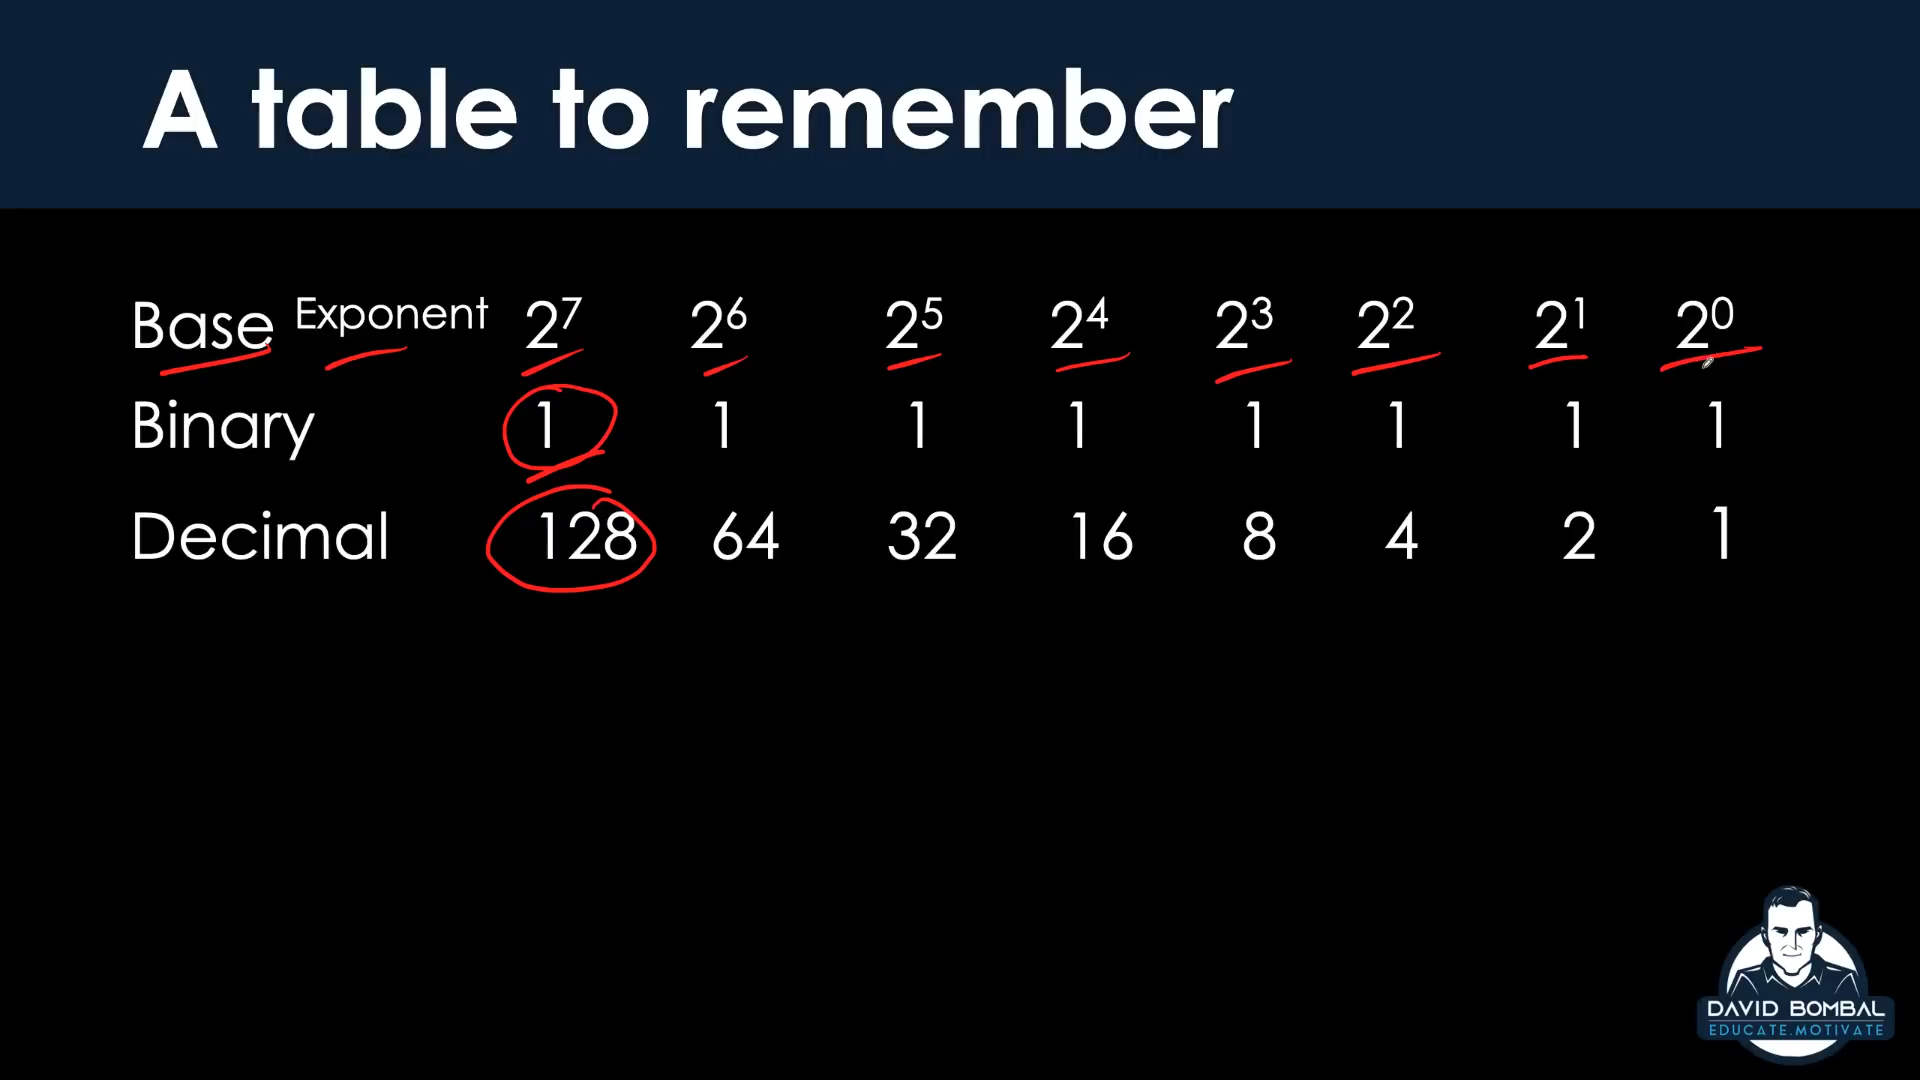 A table to remember
Base Exponent 2⁷ 2⁶ 2⁵ 2⁴ 2³ 2² 2¹ 2⁰
Binary 1 1 1 1 1 1 1 1
Decimal 128 64 32 16 8 4 2 1
DAVID BOMBAL
EDUCATE.MOTIVATE